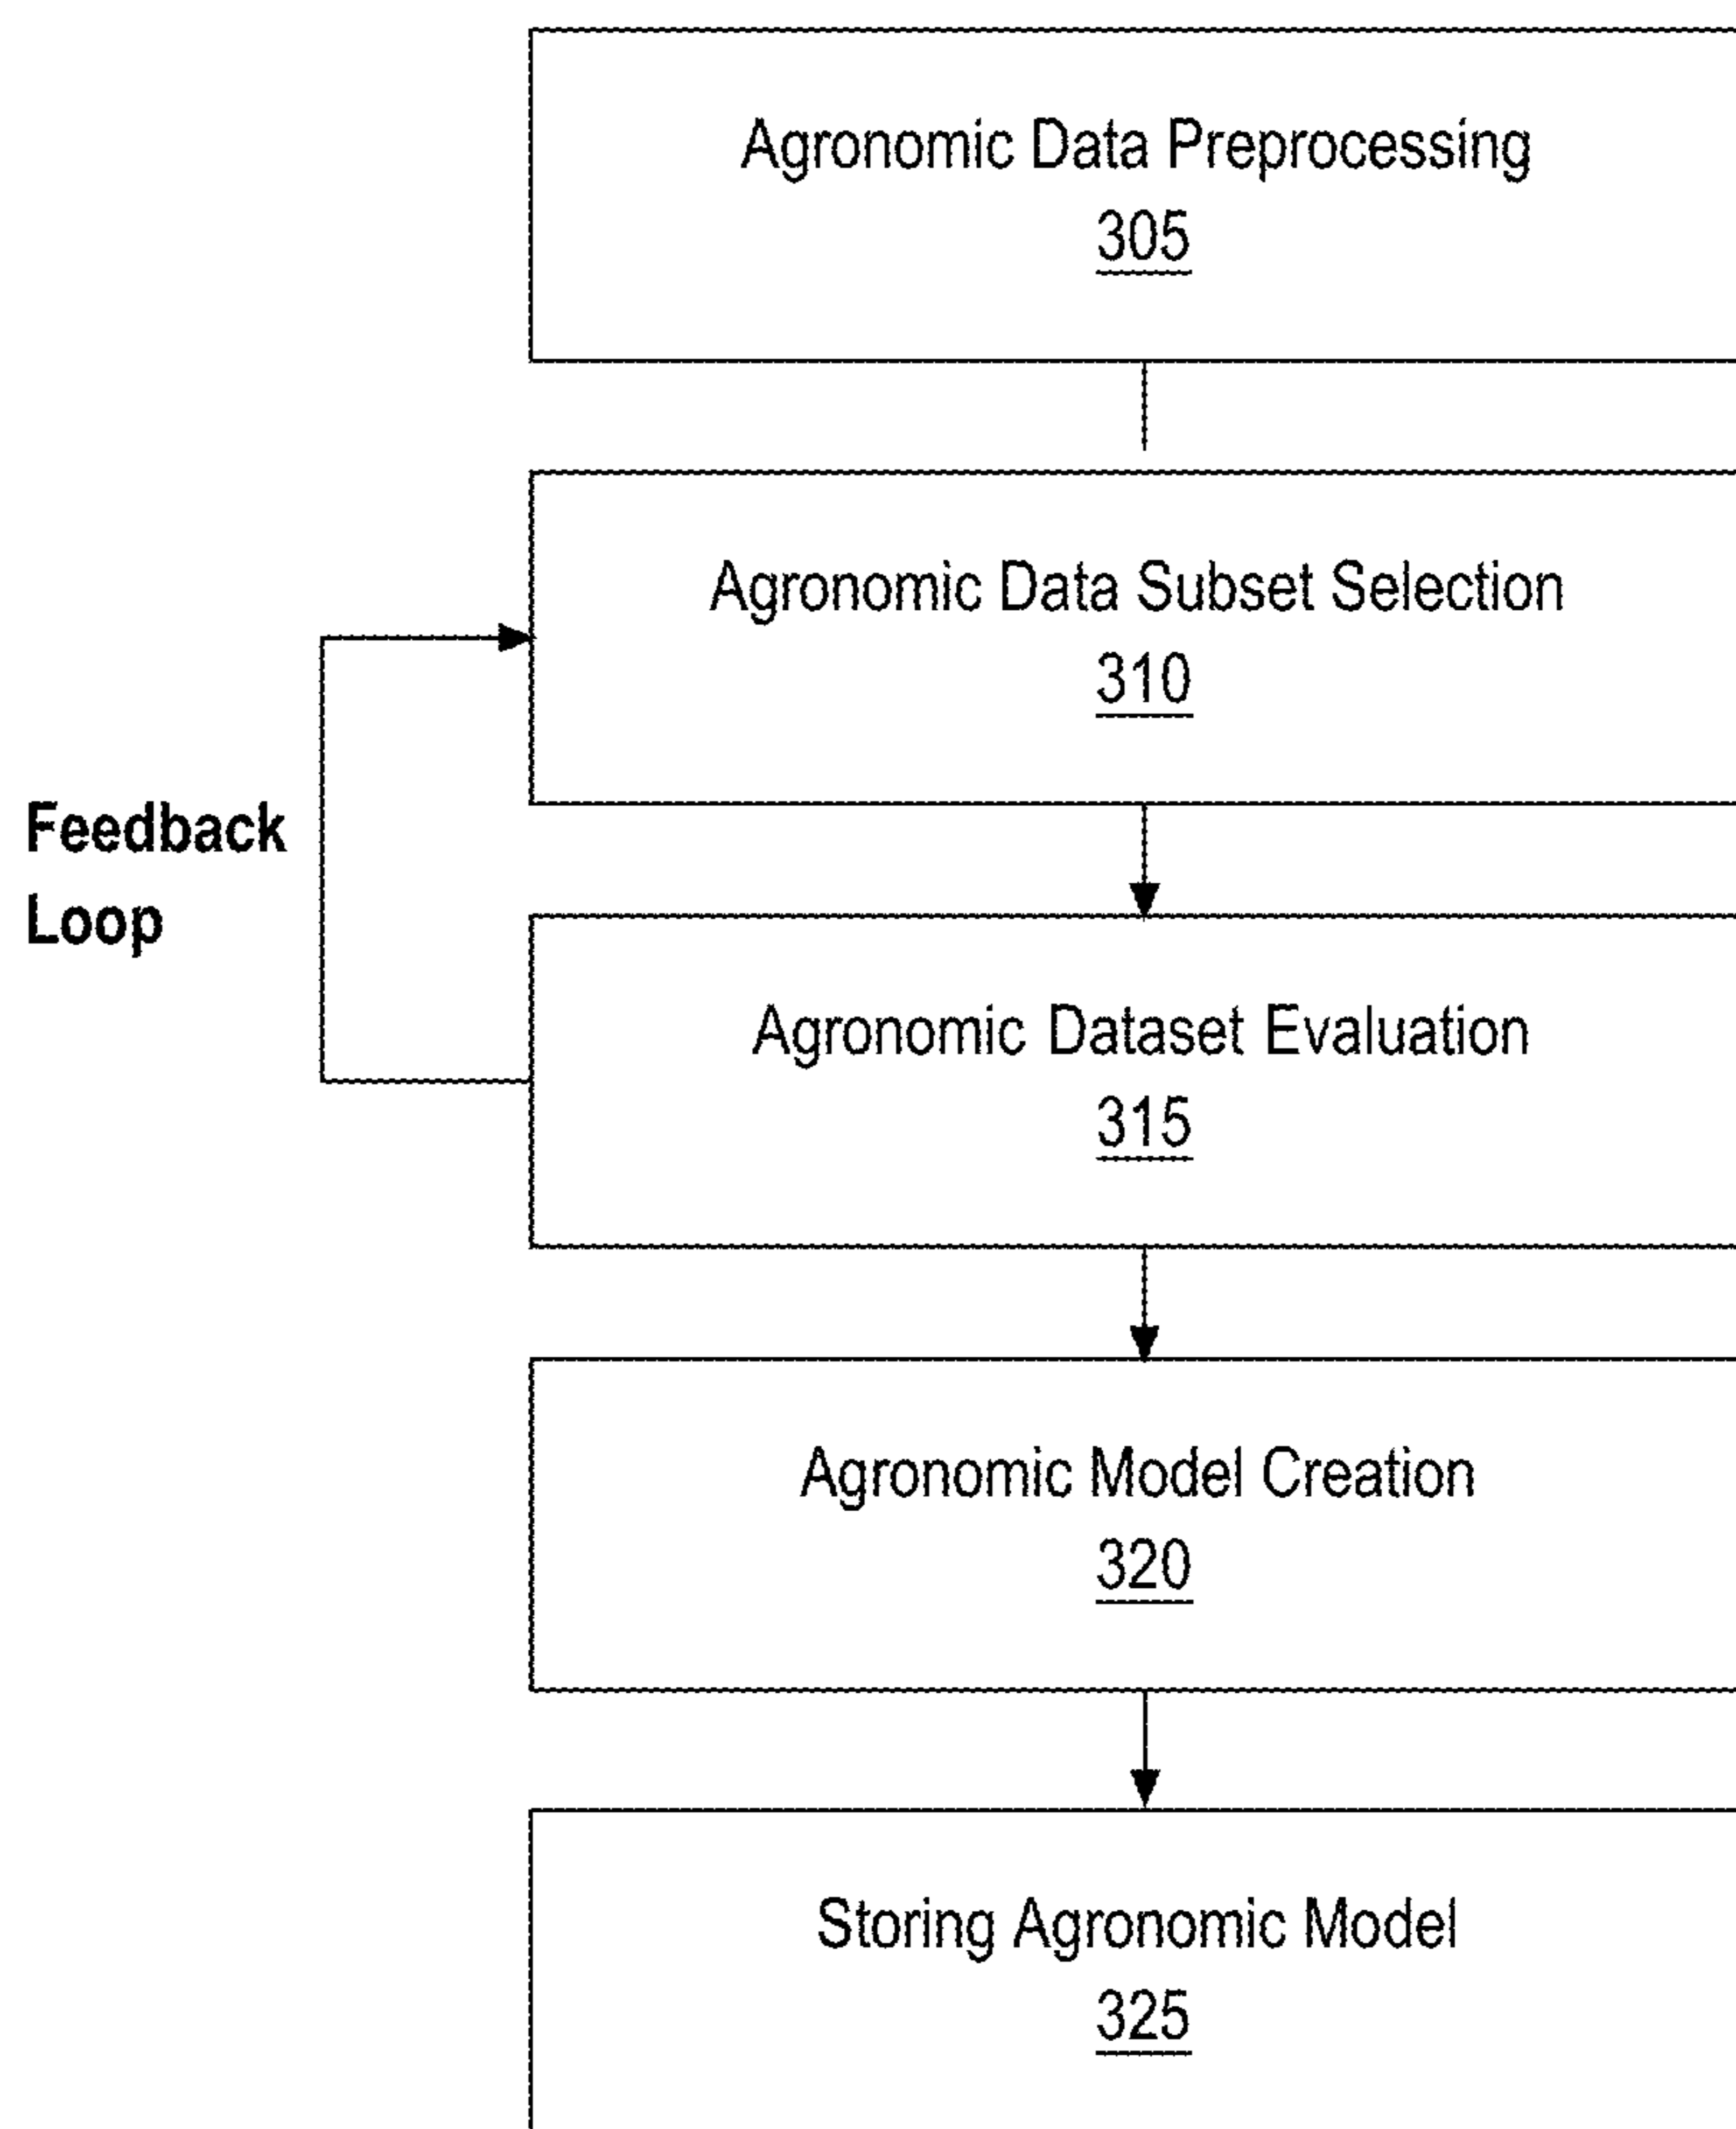 Agronomic Data Preprocessing
305
Agronomic Data Subset Selection
310
Feedback
Loop
Agronomic Dataset Evaluation
315
Agronomic Model Creation
320
Storing Agronomic Model
325